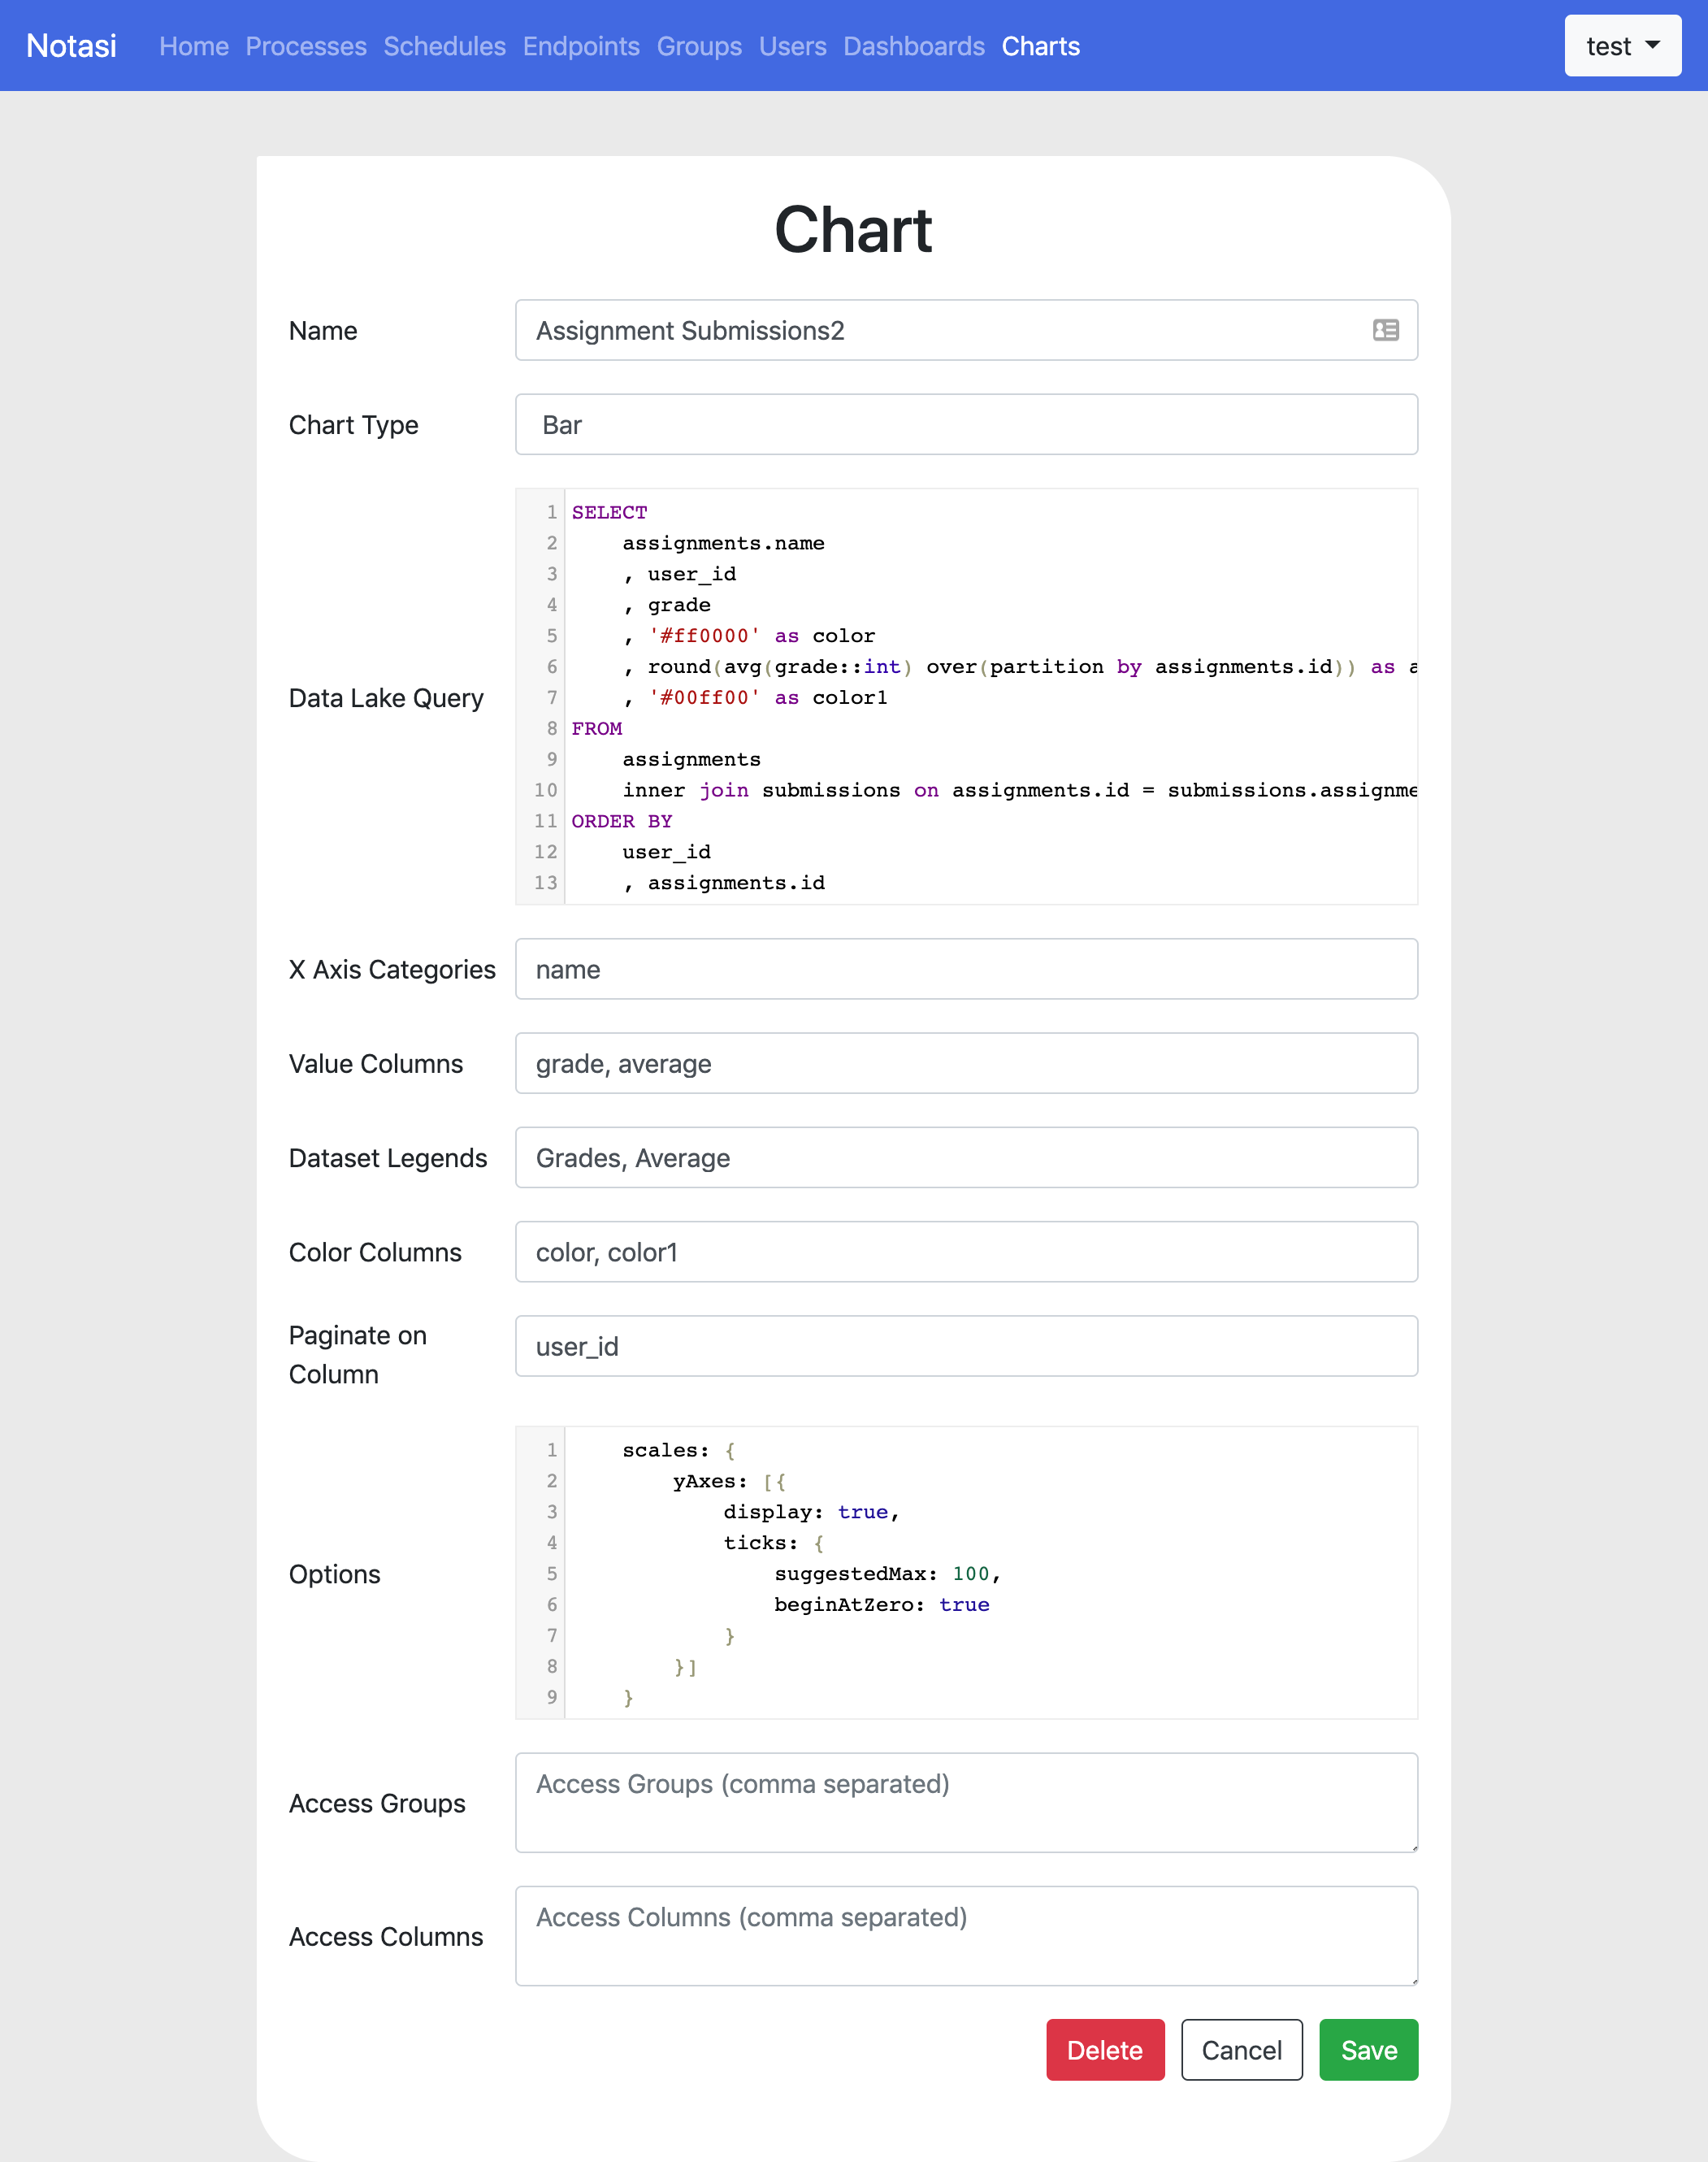 Notasi Home Processes Schedules Endpoints Groups Users Dashboards Charts test
Chart
Name Assignment Submissions2
Chart Type Bar
Data Lake Query
1 SELECT
2 assignments.name
3 , user_id
4 , grade
5 , '#ff0000' as color
6 , round(avg(grade::int) over(partition by assignments.id)) as a
7 , '#00ff00' as color1
8 FROM
9 assignments
10 inner join submissions on assignments.id = submissions.assignme
11 ORDER BY
12 user_id
13 , assignments.id
X Axis Categories name
Value Columns grade, average
Dataset Legends Grades, Average
Color Columns color, color1
Paginate on
Column
user_id
Options
1 scales: {
2 yAxes: [{
3 display: true,
4 ticks: {
5 suggestedMax: 100,
6 beginAtZero: true
7 }
8 }]
9 }
Access Groups Access Groups (comma separated)
Access Columns Access Columns (comma separated)
Delete Cancel Save